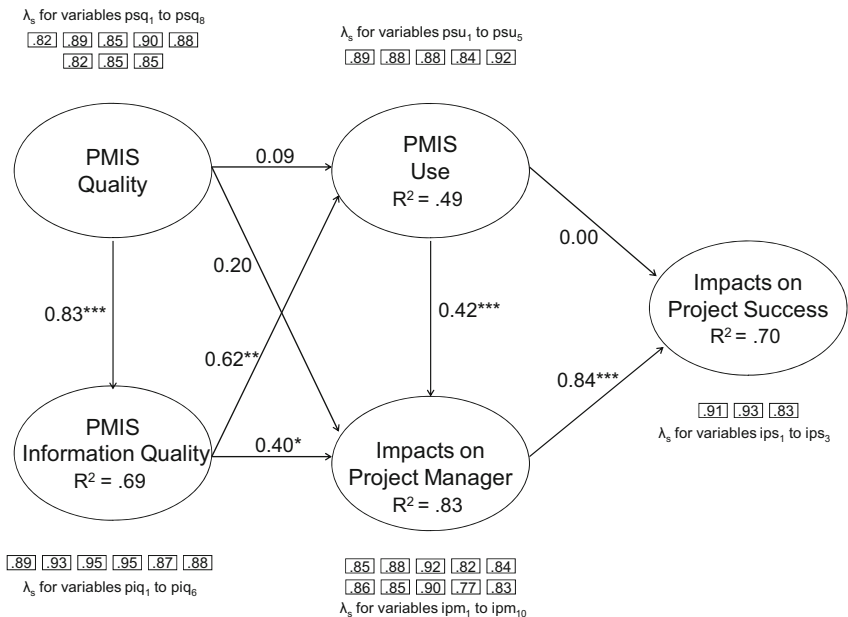 λs for variables psq1 to psq8
.82 .89 .85 .90 .88
.82 .85 .85
λs for variables psu1 to psu5
.89 .88 .88 .84 .92
PMIS
Quality
0.09
PMIS
Use
R² = .49
0.20
0.00
0.83***
0.62**
0.42***
Impacts on
Project Success
R² = .70
0.84***
.91 .93 .83
λs for variables ips1 to ips3
PMIS
Information Quality
R² = .69
0.40*
Impacts on
Project Manager
R² = .83
.89 .93 .95 .95 .87 .88
λs for variables piq1 to piq6
.85 .88 .92 .82 .84
.86 .85 .90 .77 .83
λs for variables ipm1 to ipm10